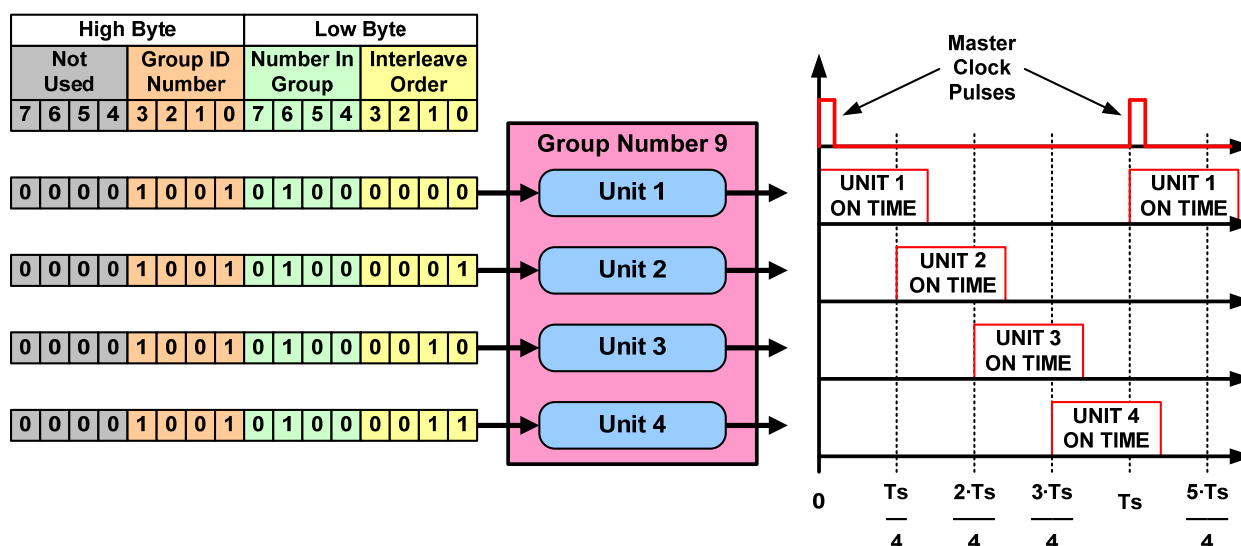 High Byte Low Byte
Not Used Group ID Number Number In Group Interleave Order
7 6 5 4 3 2 1 0 7 6 5 4 3 2 1 0
0 0 0 0 1 0 0 1 0 1 0 0 0 0 0 0
0 0 0 0 1 0 0 1 0 1 0 0 0 0 0 1
0 0 0 0 1 0 0 1 0 1 0 0 0 0 1 0
0 0 0 0 1 0 0 1 0 1 0 0 0 0 1 1
Group Number 9
Unit 1
Unit 2
Unit 3
Unit 4
Master
Clock
Pulses
UNIT 1
ON TIME
UNIT 1
ON TIME
UNIT 2
ON TIME
UNIT 3
ON TIME
UNIT 4
ON TIME
0 Ts/4 2·Ts/4 3·Ts/4 Ts 5·Ts/4